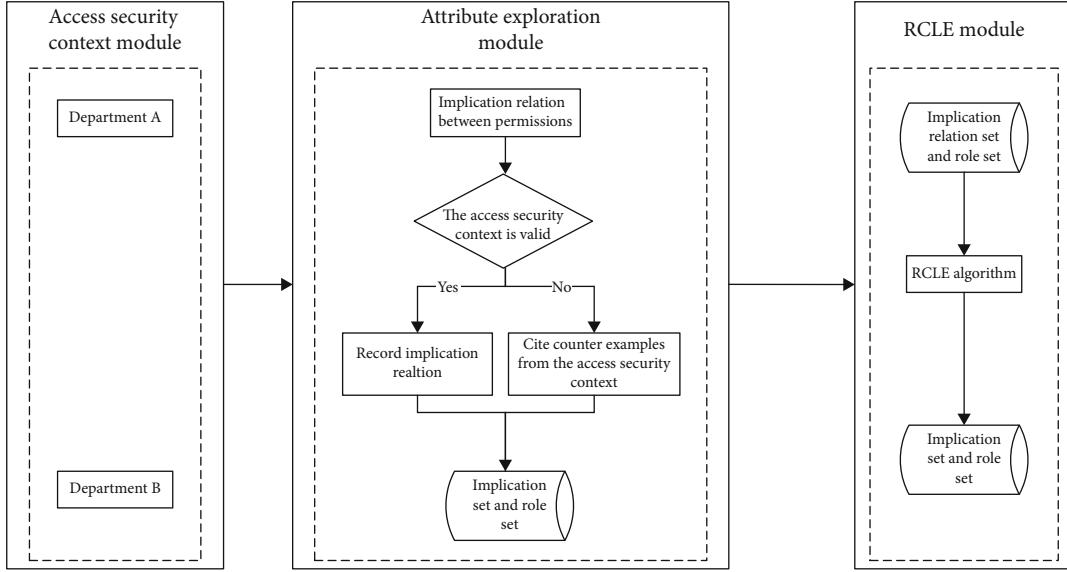 Access security
context module
Department A
Department B
Attribute exploration
module
Implication relation
between permissions
The access security
context is valid
Yes
No
Record implication
realtion
Cite counter examples
from the access security
context
Implication
set and role
set
RCLE module
Implication
relation set
and role set
RCLE algorithm
Implication
set and role
set